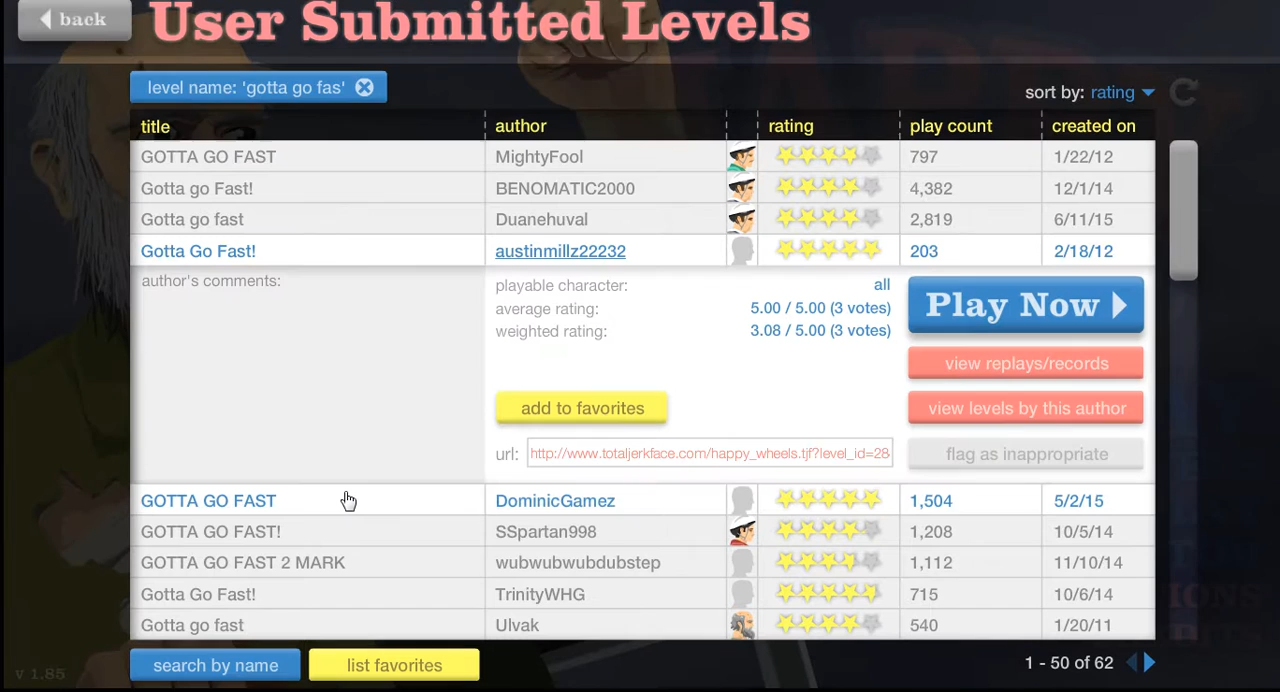 back
User Submitted Levels
level name: 'gotta go fas'
sort by: rating
title author rating play count created on
GOTTA GO FAST MightyFool 797 1/22/12
Gotta go Fast! BENOMATIC2000 4,382 12/1/14
Gotta go fast Duanehuval 2,819 6/11/15
Gotta Go Fast! austinmillz22232 203 2/18/12
author's comments:
playable character: all
average rating: 5.00 / 5.00 (3 votes)
weighted rating: 3.08 / 5.00 (3 votes)
Play Now
view replays/records
add to favorites
view levels by this author
url: http://www.totaljerkface.com/happy_wheels.tjf?level_id=28
flag as inappropriate
GOTTA GO FAST DominicGamez 1,504 5/2/15
GOTTA GO FAST! SSpartan998 1,208 10/5/14
GOTTA GO FAST 2 MARK wubwubwubdubstep 1,112 11/10/14
Gotta Go Fast! TrinityWHG 715 10/6/14
Gotta go fast Ulvak 540 1/20/11
search by name
list favorites
1 - 50 of 62
v 1.85